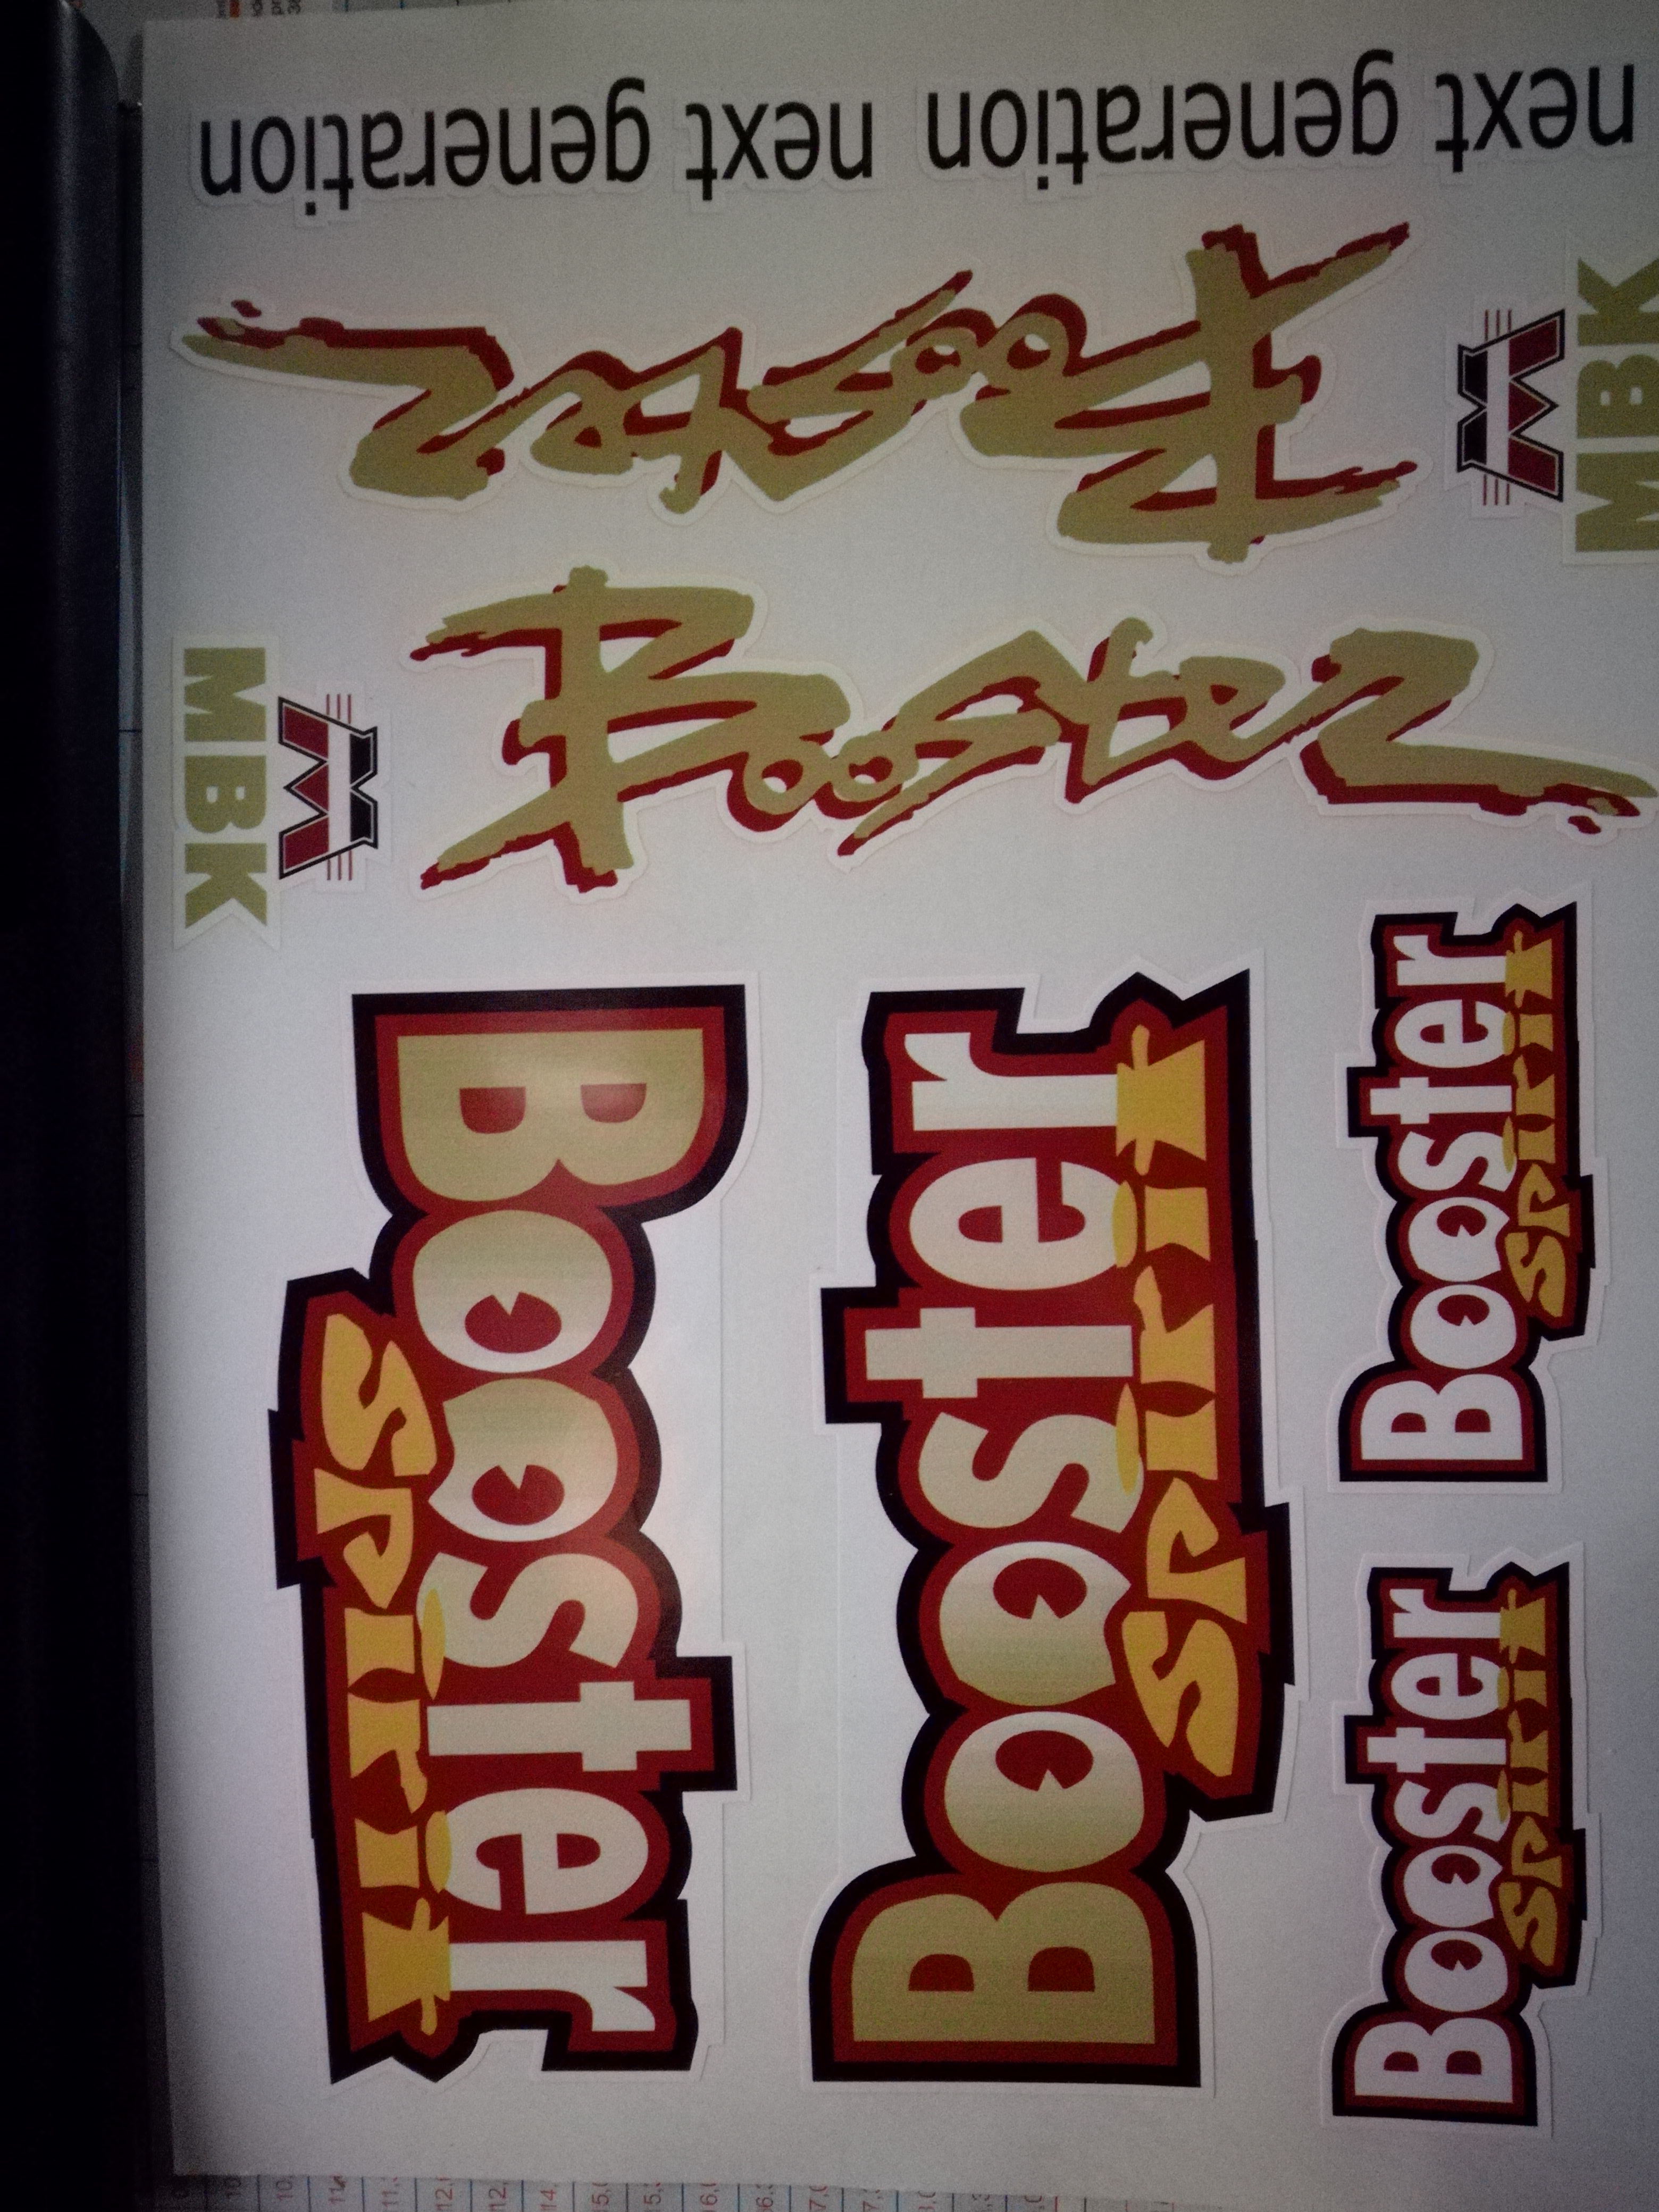 next generation
next generation
Booster
MBK
MBK
Booster
Booster
Spirit
Booster
Spirit
Booster
Spirit
Booster
Spirit